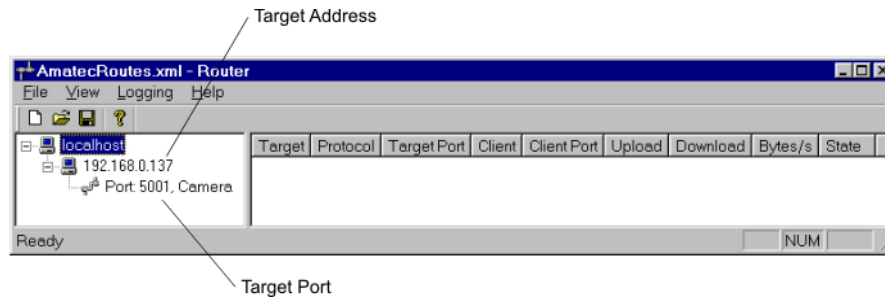 Target Address
AmatecRoutes.xml - Router
File View Logging Help
localhost
Target Protocol Target Port Client Client Port Upload Download Bytes/s State
192.168.0.137
Port: 5001, Camera
Ready
NUM
Target Port